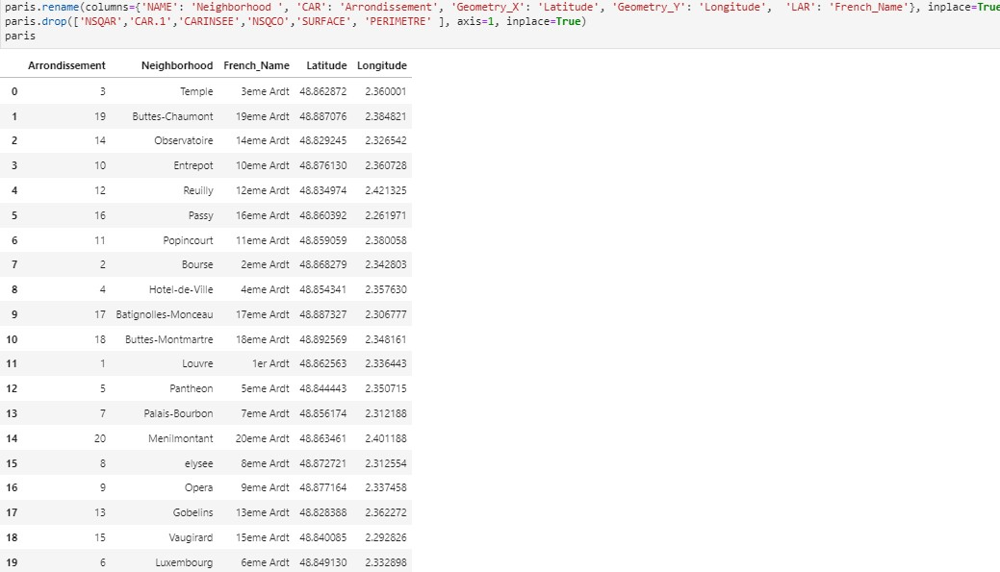 paris.rename(columns={'NAME': 'Neighborhood ', 'CAR': 'Arrondissement', 'Geometry_X': 'Latitude', 'Geometry_Y': 'Longitude',  'LAR': 'French_Name'}, inplace=True
paris.drop(['NSQAR','CAR.1','CARINSEE','NSQCO','SURFACE', 'PERIMETRE' ], axis=1, inplace=True)
paris
Arrondissement Neighborhood French_Name Latitude Longitude
0 3 Temple 3eme Ardt 48.862872 2.360001
1 19 Buttes-Chaumont 19eme Ardt 48.887076 2.384821
2 14 Observatoire 14eme Ardt 48.829245 2.326542
3 10 Entrepot 10eme Ardt 48.876130 2.360728
4 12 Reuilly 12eme Ardt 48.834974 2.421325
5 16 Passy 16eme Ardt 48.860392 2.261971
6 11 Popincourt 11eme Ardt 48.859059 2.380058
7 2 Bourse 2eme Ardt 48.868279 2.342803
8 4 Hotel-de-Ville 4eme Ardt 48.854341 2.357630
9 17 Batignolles-Monceau 17eme Ardt 48.887327 2.306777
10 18 Buttes-Montmartre 18eme Ardt 48.892569 2.348161
11 1 Louvre 1er Ardt 48.862563 2.336443
12 5 Pantheon 5eme Ardt 48.844443 2.350715
13 7 Palais-Bourbon 7eme Ardt 48.856174 2.312188
14 20 Menilmontant 20eme Ardt 48.863461 2.401188
15 8 elysee 8eme Ardt 48.872721 2.312554
16 9 Opera 9eme Ardt 48.877164 2.337458
17 13 Gobelins 13eme Ardt 48.828388 2.362272
18 15 Vaugirard 15eme Ardt 48.840085 2.292826
19 6 Luxembourg 6eme Ardt 48.849130 2.332898